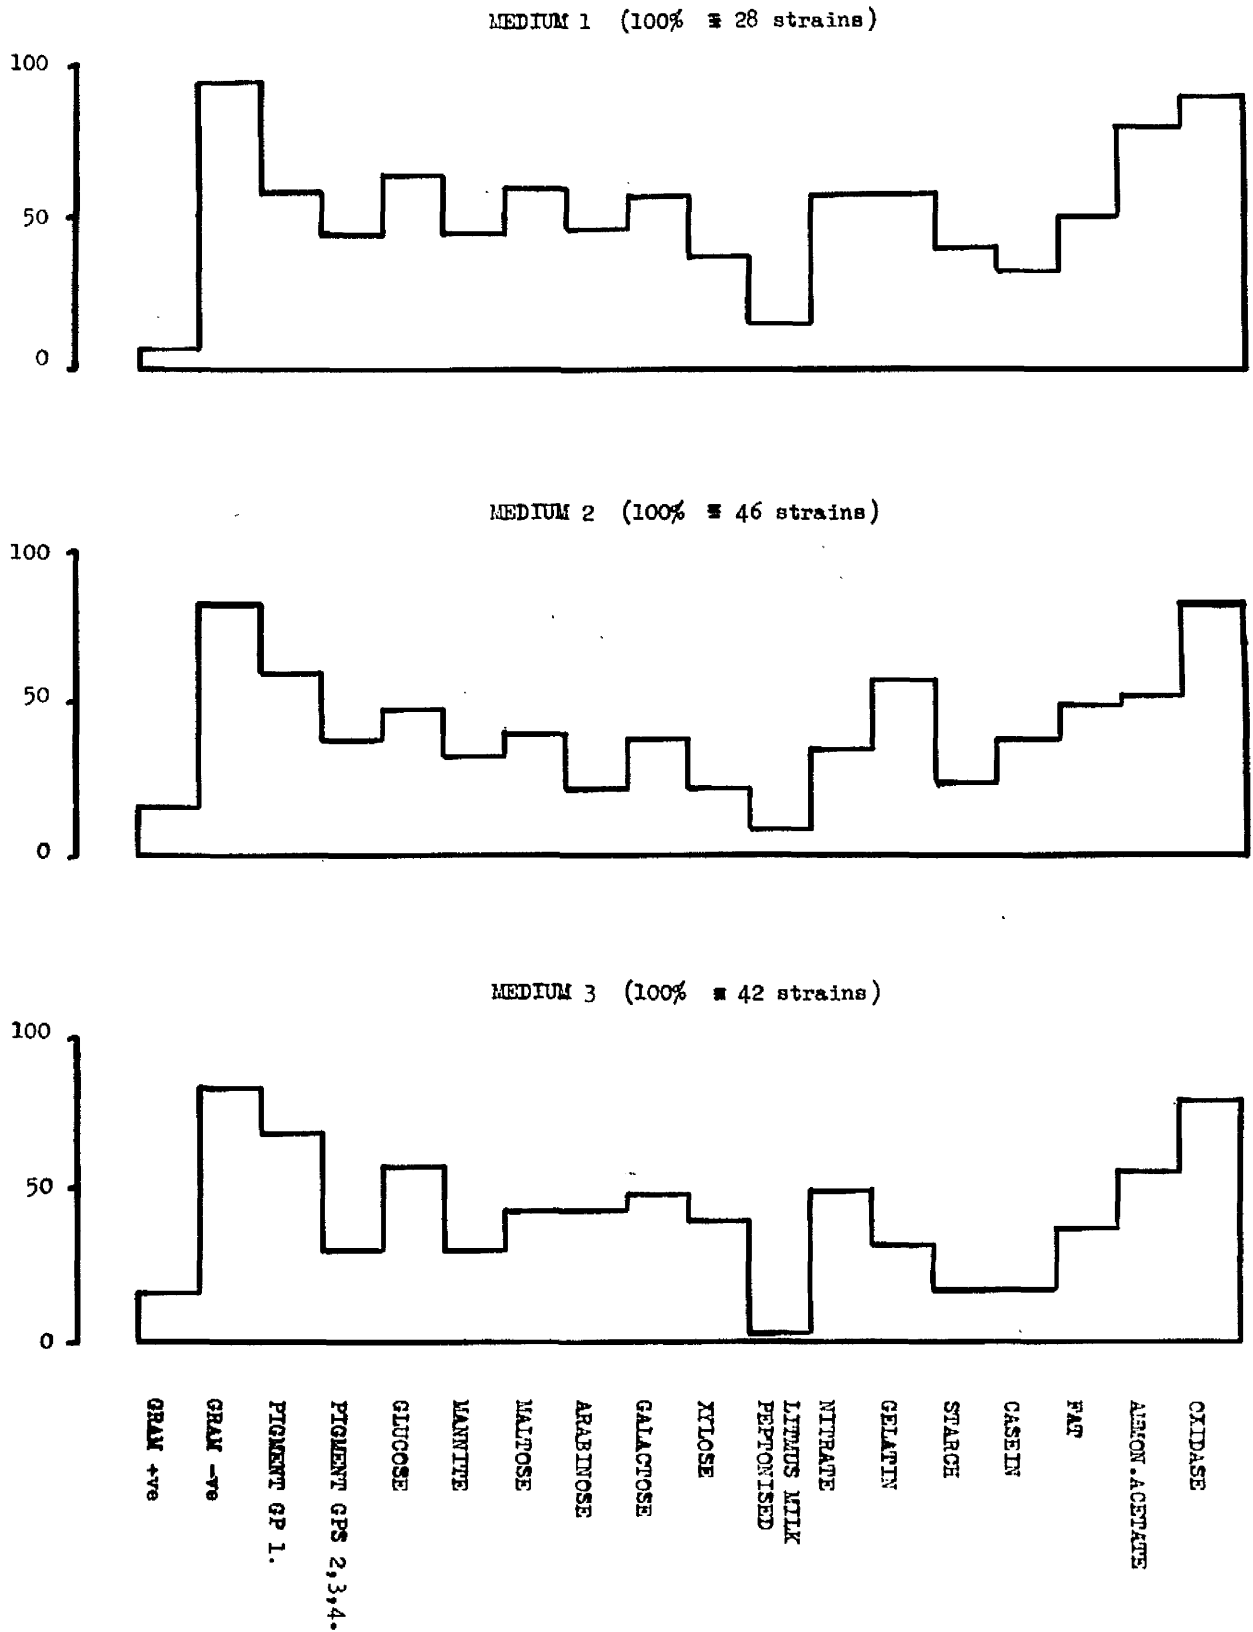 MEDIUM 1 (100% = 28 strains)
100
50
0
MEDIUM 2 (100% = 46 strains)
100
50
0
MEDIUM 3 (100% = 42 strains)
100
50
0
GRAM +ve
GRAM -ve
PIGMENT GP 1.
PIGMENT GPS 2,3,4.
GLUCOSE
MANNITE
MALTOSE
ARABINOSE
GALACTOSE
XYLOSE
LITMUS MILK
PEPTONISED
NITRATE
GELATIN
STARCH
CASEIN
FAT
AMMON.ACETATE
OXIDASE